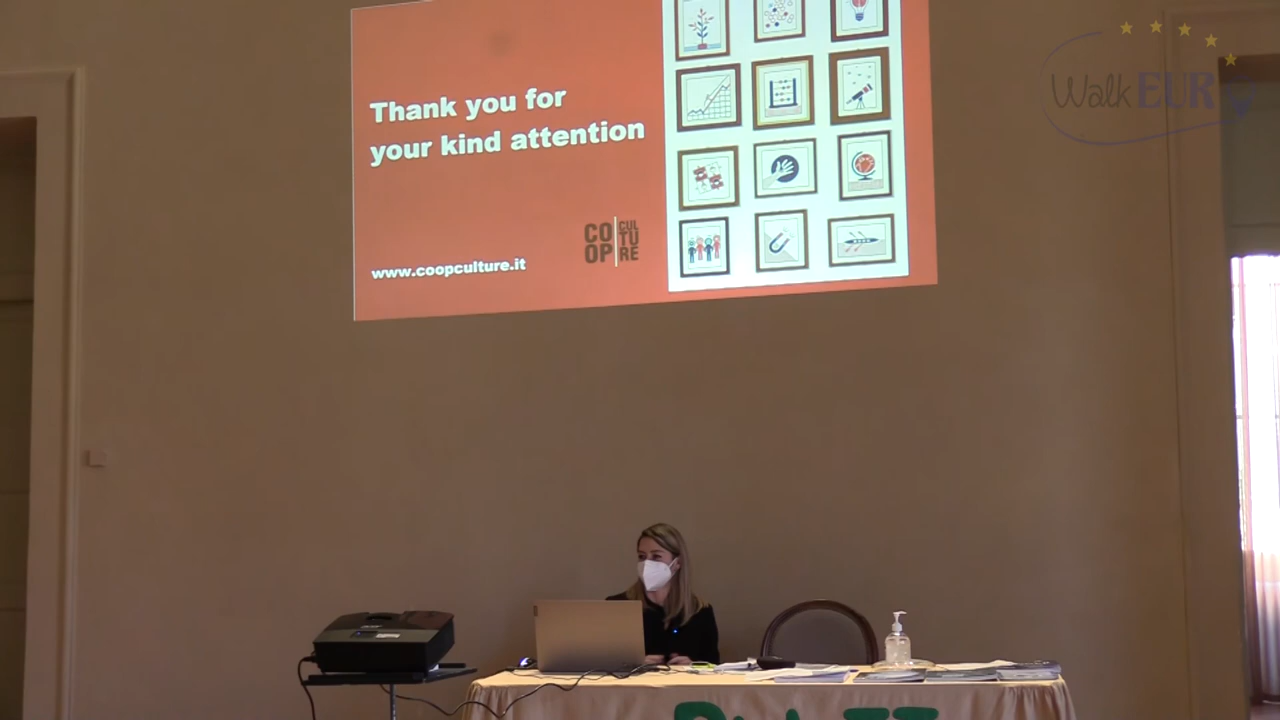 Thank you for
your kind attention
CO
OP
CUL
TU
RE
www.coopculture.it
WalkEUR